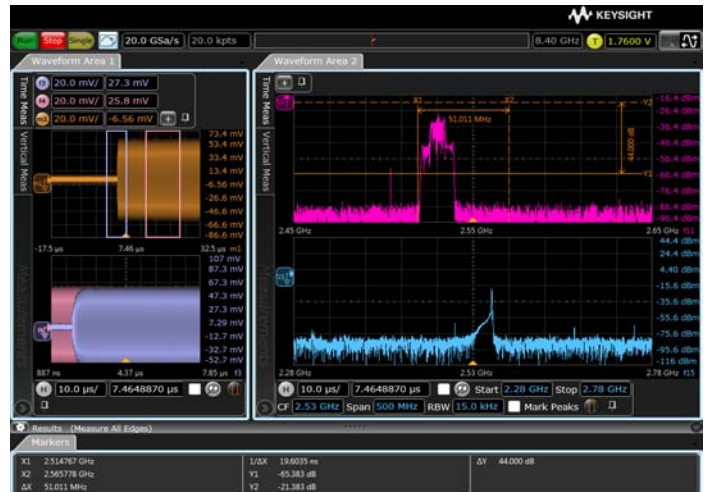 KEYSIGHT
Run Stop Single 20.0 GSa/s 20.0 kpts 8.40 GHz T 1.7600 V
Waveform Area 1
Waveform Area 2
Time Meas
Vertical Meas
Measurements
20.0 mV/ 27.3 mV
20.0 mV/ 25.8 mV
20.0 mV/ -6.56 mV
73.4 mV
53.4 mV
33.4 mV
13.4 mV
-6.56 mV
-26.6 mV
-46.6 mV
-66.6 mV
-86.6 mV
-17.5 µs 7.46 µs 32.5 µs m1
107 mV
87.3 mV
67.3 mV
47.3 mV
27.3 mV
7.29 mV
-12.7 mV
-32.7 mV
-52.7 mV
887 ns 4.37 µs 7.85 µs f3
H 10.0 µs/ 7.4648870 µs
Time Meas
Vertical Meas
Measurements
X1 X2
51.011 MHz
44.000 dB
Y2
Y1
-16.4 dBm
-26.4 dBm
-36.4 dBm
-46.4 dBm
-56.4 dBm
-66.4 dBm
-76.4 dBm
-86.4 dBm
-96.4 dBm
2.45 GHz 2.55 GHz 2.65 GHz f11
44.4 dBm
24.4 dBm
4.40 dBm
-15.6 dBm
-35.6 dBm
-55.6 dBm
-75.6 dBm
-95.6 dBm
-116 dBm
2.28 GHz 2.53 GHz 2.78 GHz f15
H 10.0 µs/ 7.4648870 µs Start 2.28 GHz Stop 2.78 GHz
CF 2.53 GHz Span 500 MHz RBW 15.0 kHz Mark Peaks
Results (Measure All Edges)
Markers
X1 2.514767 GHz 1/ΔX 19.6035 ns ΔY 44.000 dB
X2 2.565778 GHz Y1 -65.383 dB
ΔX 51.011 MHz Y2 -21.383 dB